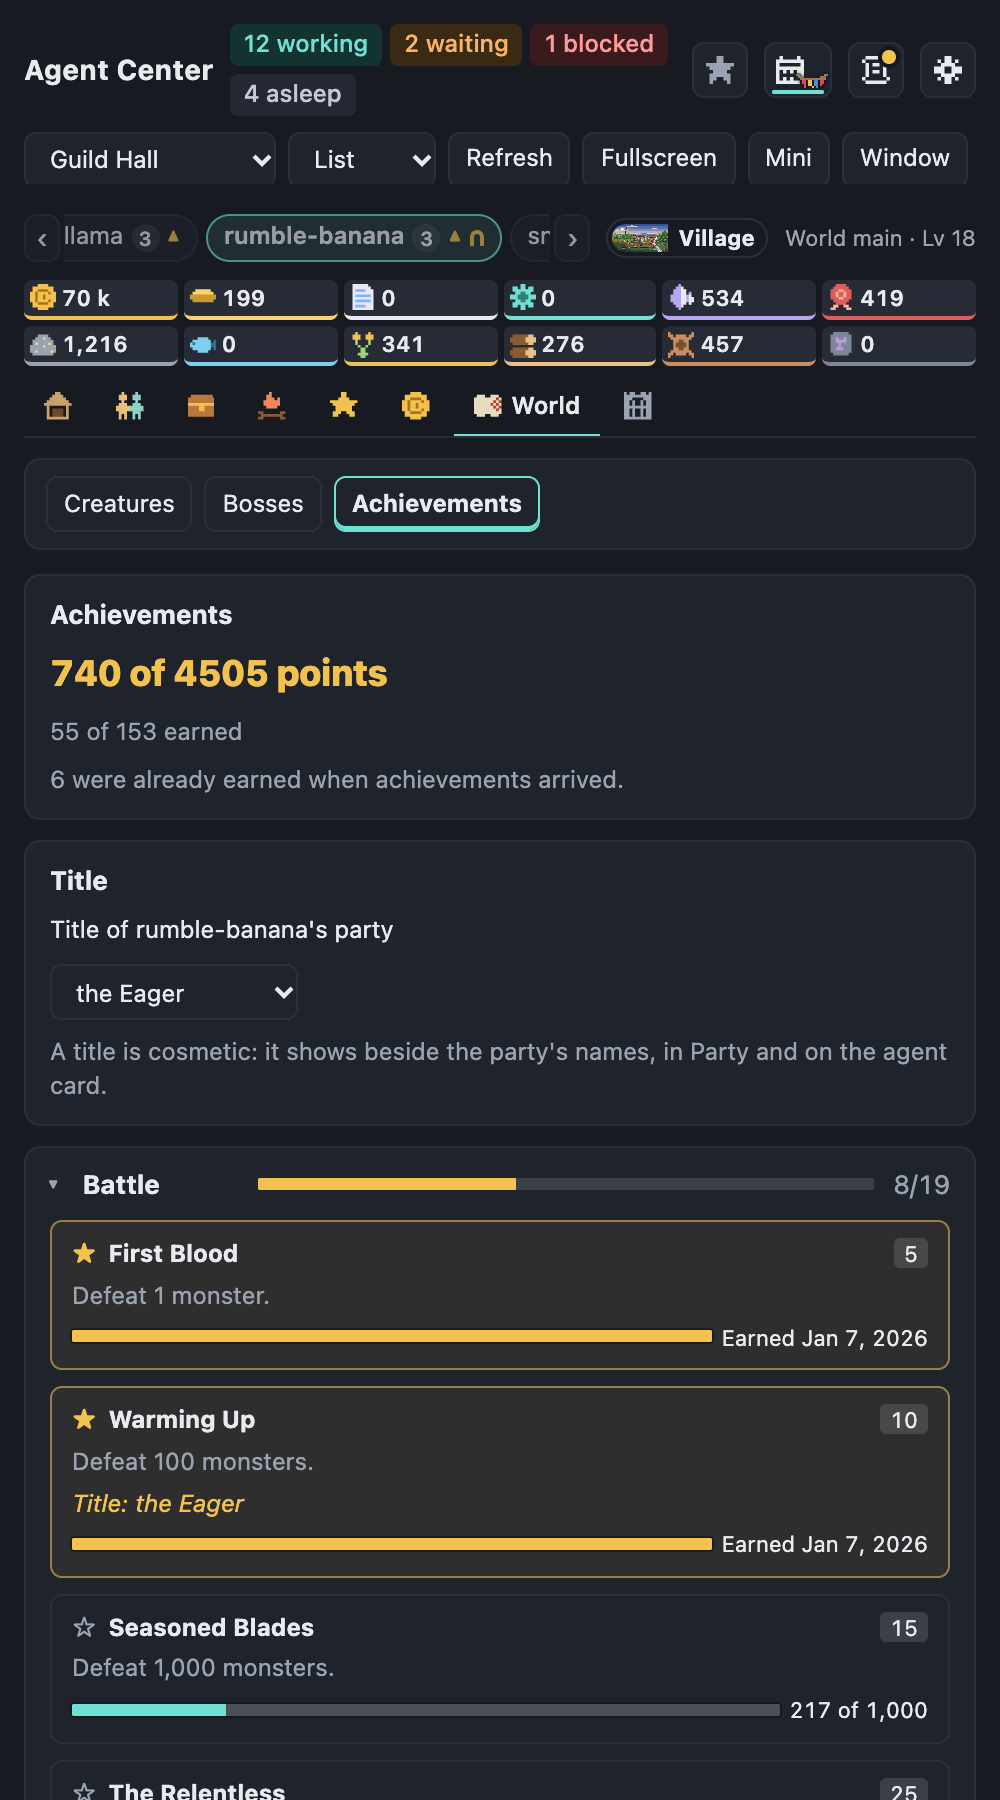 Agent Center
12 working
2 waiting
1 blocked
4 asleep
Guild Hall
List
Refresh
Fullscreen
Mini
Window
llama 3
rumble-banana 3
Village
World main · Lv 18
70 k
199
0
0
534
419
1,216
0
341
276
457
0
World
Creatures
Bosses
Achievements
Achievements
740 of 4505 points
55 of 153 earned
6 were already earned when achievements arrived.
Title
Title of rumble-banana's party
the Eager
A title is cosmetic: it shows beside the party's names, in Party and on the agent
card.
Battle
8/19
First Blood
5
Defeat 1 monster.
Earned Jan 7, 2026
Warming Up
10
Defeat 100 monsters.
Title: the Eager
Earned Jan 7, 2026
Seasoned Blades
15
Defeat 1,000 monsters.
217 of 1,000
The Relentless
25